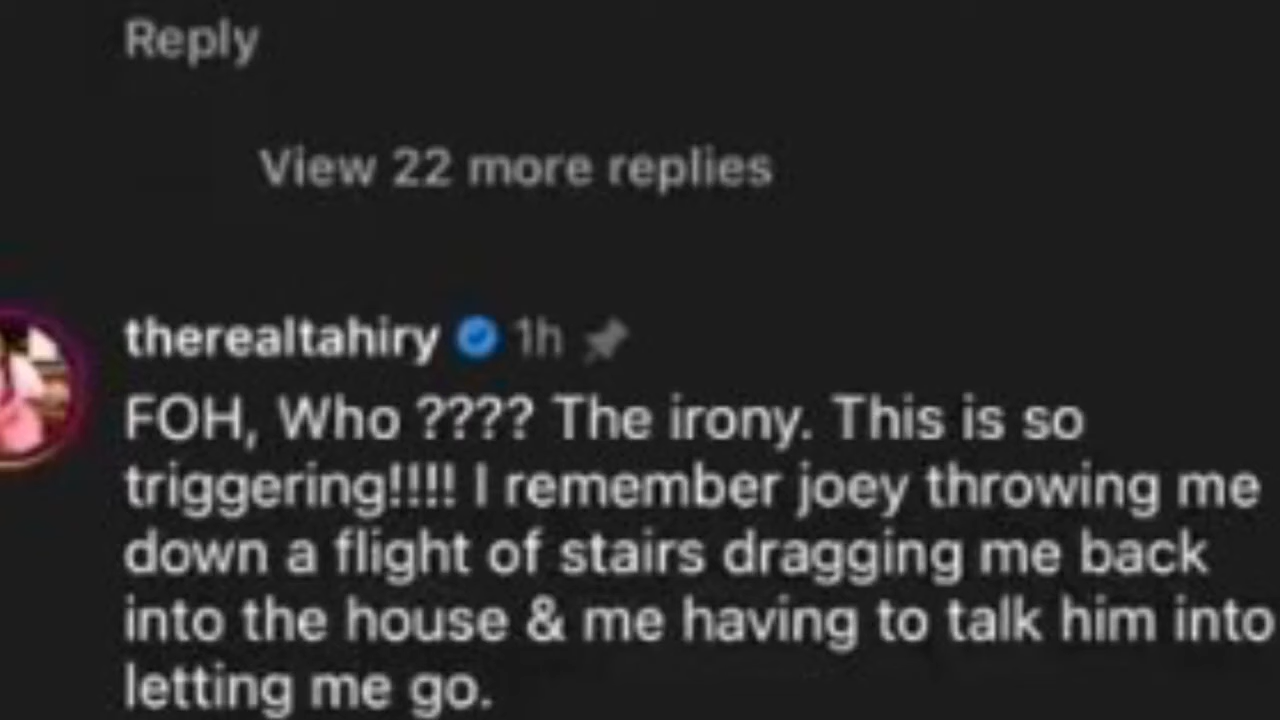 Reply
View 22 more replies
therealtahiry 1h
FOH, Who ???? The irony. This is so
triggering!!!! I remember joey throwing me
down a flight of stairs dragging me back
into the house & me having to talk him into
letting me go.